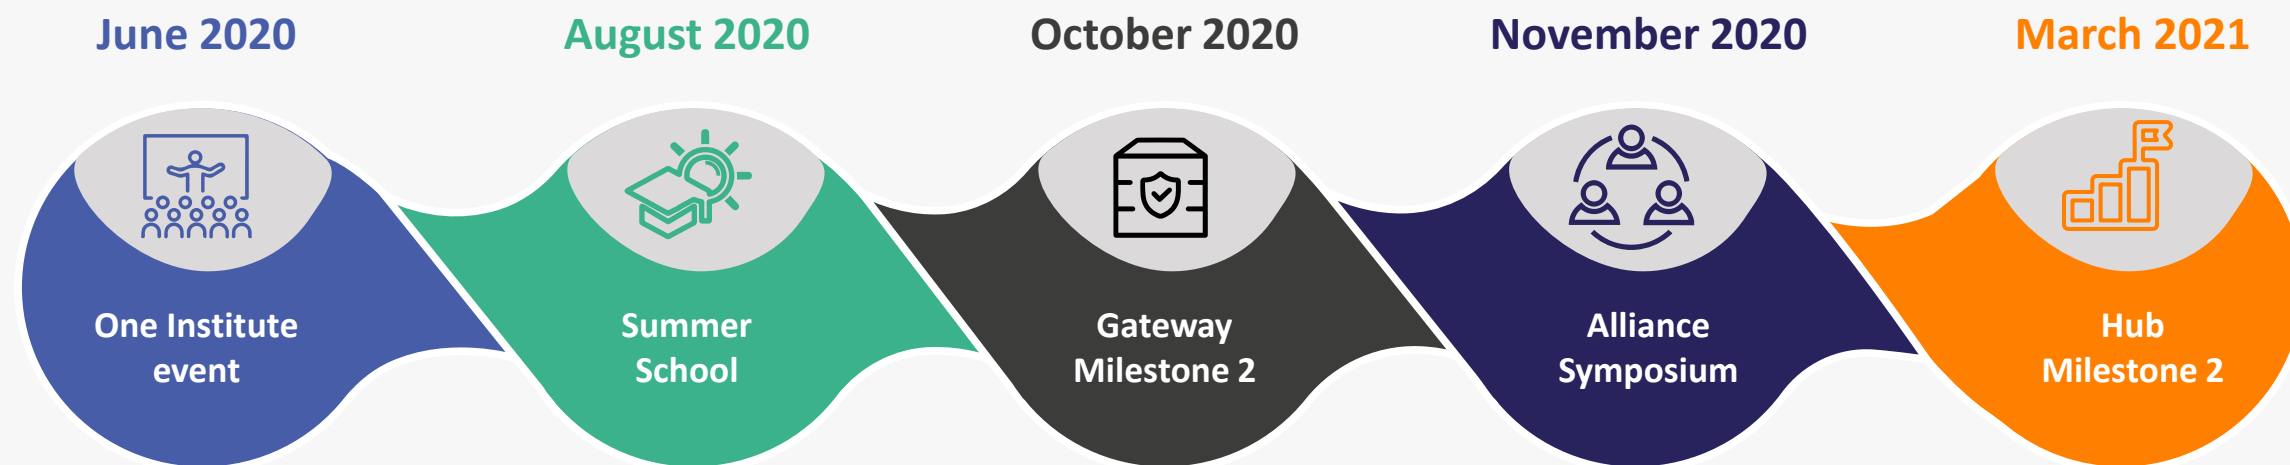 June 2020
August 2020
October 2020
November 2020
March 2021
One Institute
event
Summer
School
Gateway
Milestone 2
Alliance
Symposium
Hub
Milestone 2